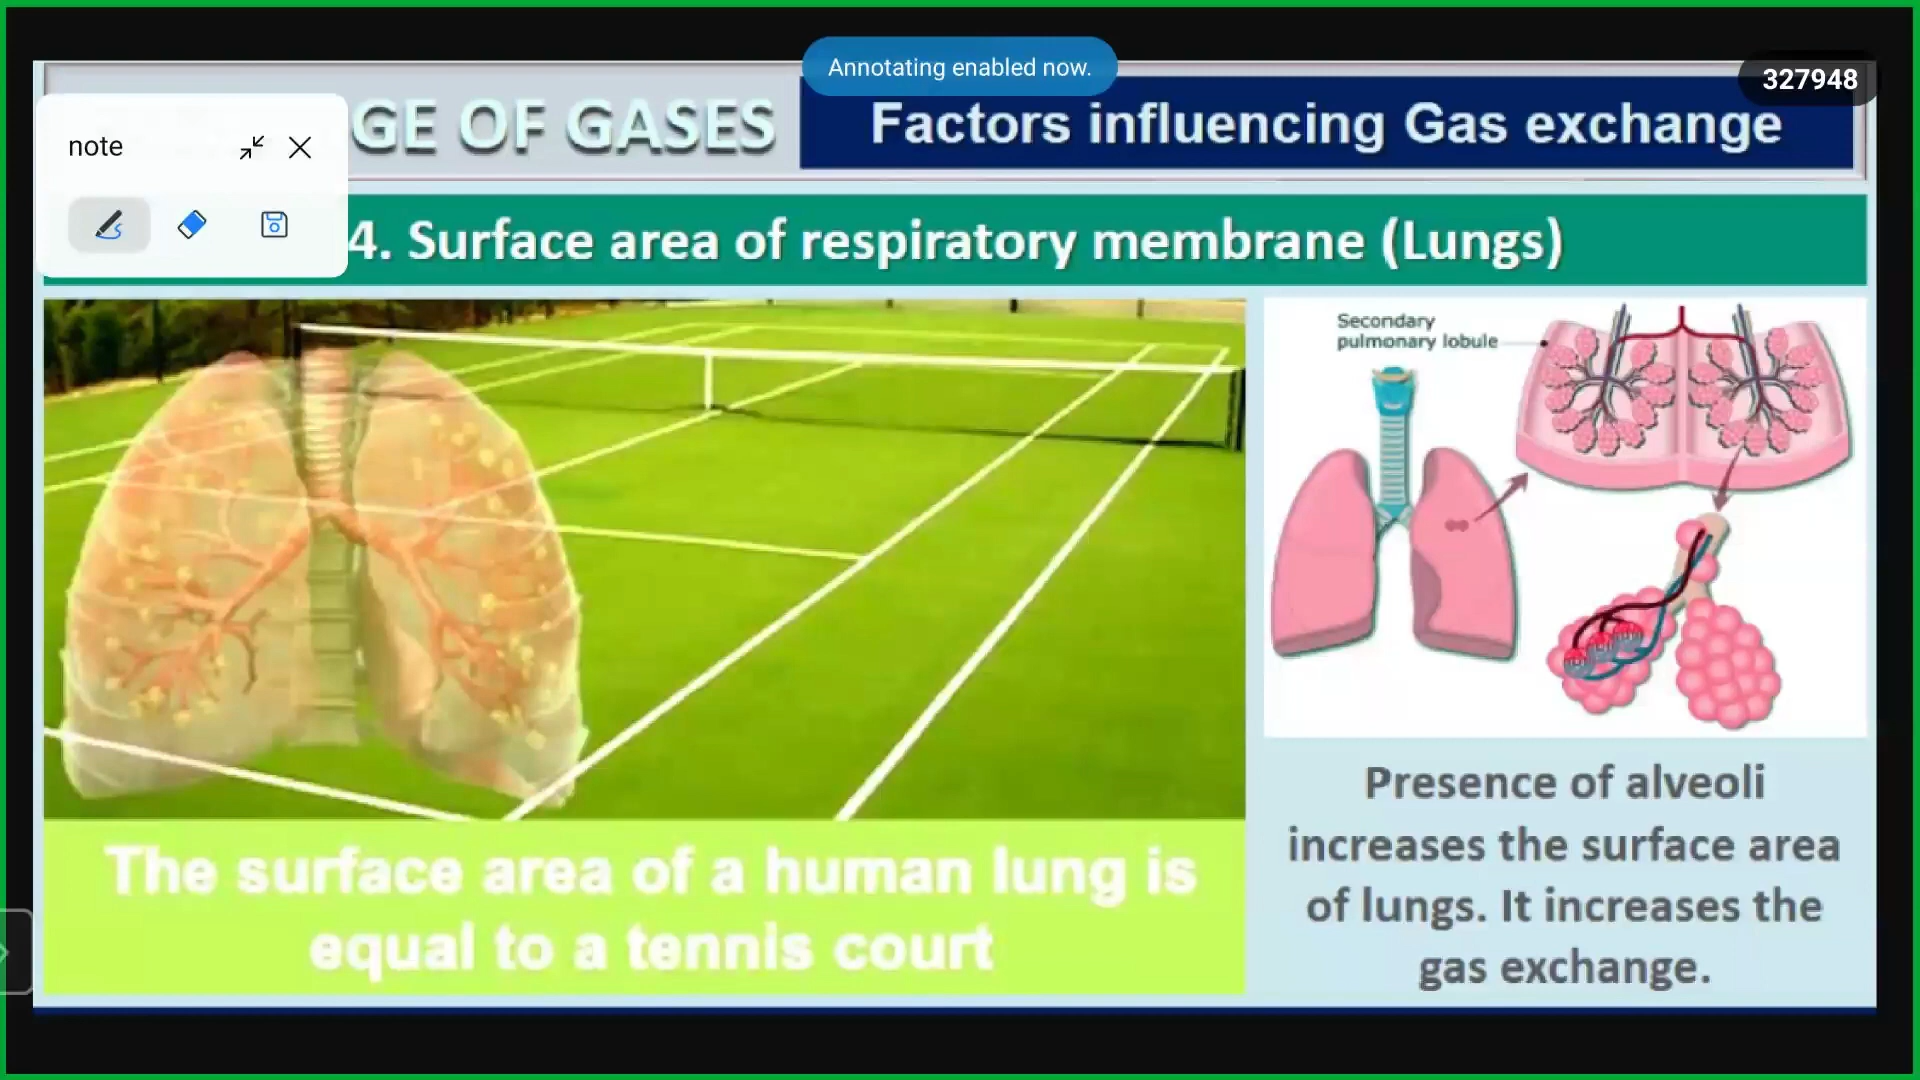 Annotating enabled now.
327948
note
GE OF GASES
Factors influencing Gas exchange
4. Surface area of respiratory membrane (Lungs)
Secondary
pulmonary lobule
The surface area of a human lung is
equal to a tennis court
Presence of alveoli
increases the surface area
of lungs. It increases the
gas exchange.